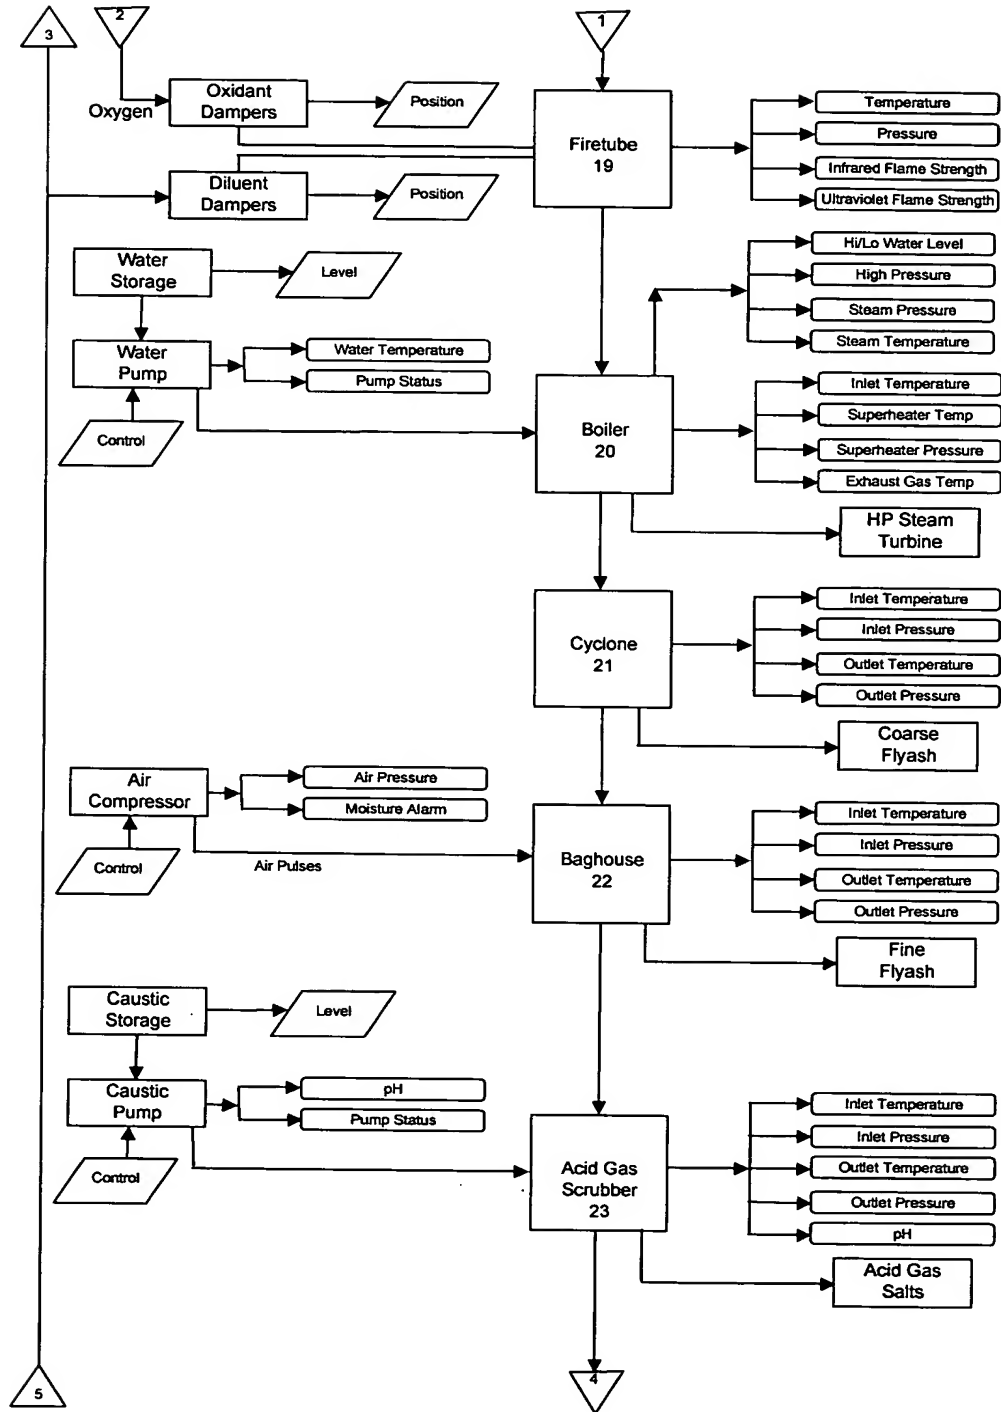 3
2
1
Oxygen
Oxidant
Dampers
Position
Firetube
19
Temperature
Pressure
Infrared Flame Strength
Ultraviolet Flame Strength
Diluent
Dampers
Position
Water
Storage
Level
Hi/Lo Water Level
High Pressure
Steam Pressure
Steam Temperature
Water
Pump
Water Temperature
Pump Status
Control
Boiler
20
Inlet Temperature
Superheater Temp
Superheater Pressure
Exhaust Gas Temp
HP Steam
Turbine
Cyclone
21
Inlet Temperature
Inlet Pressure
Outlet Temperature
Outlet Pressure
Coarse
Flyash
Air
Compressor
Air Pressure
Moisture Alarm
Control
Air Pulses
Baghouse
22
Inlet Temperature
Inlet Pressure
Outlet Temperature
Outlet Pressure
Fine
Flyash
Caustic
Storage
Level
Caustic
Pump
pH
Pump Status
Control
Acid Gas
Scrubber
23
Inlet Temperature
Inlet Pressure
Outlet Temperature
Outlet Pressure
pH
Acid Gas
Salts
5
4